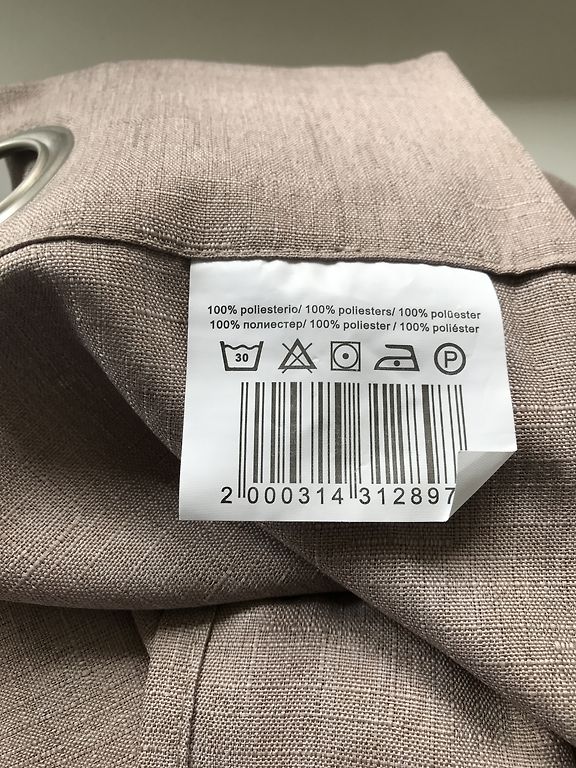 100% poliesterio/ 100% poliesters/ 100% polüester
100% полиестер/ 100% poliester / 100% poliéster
30 P
2 000314 312897